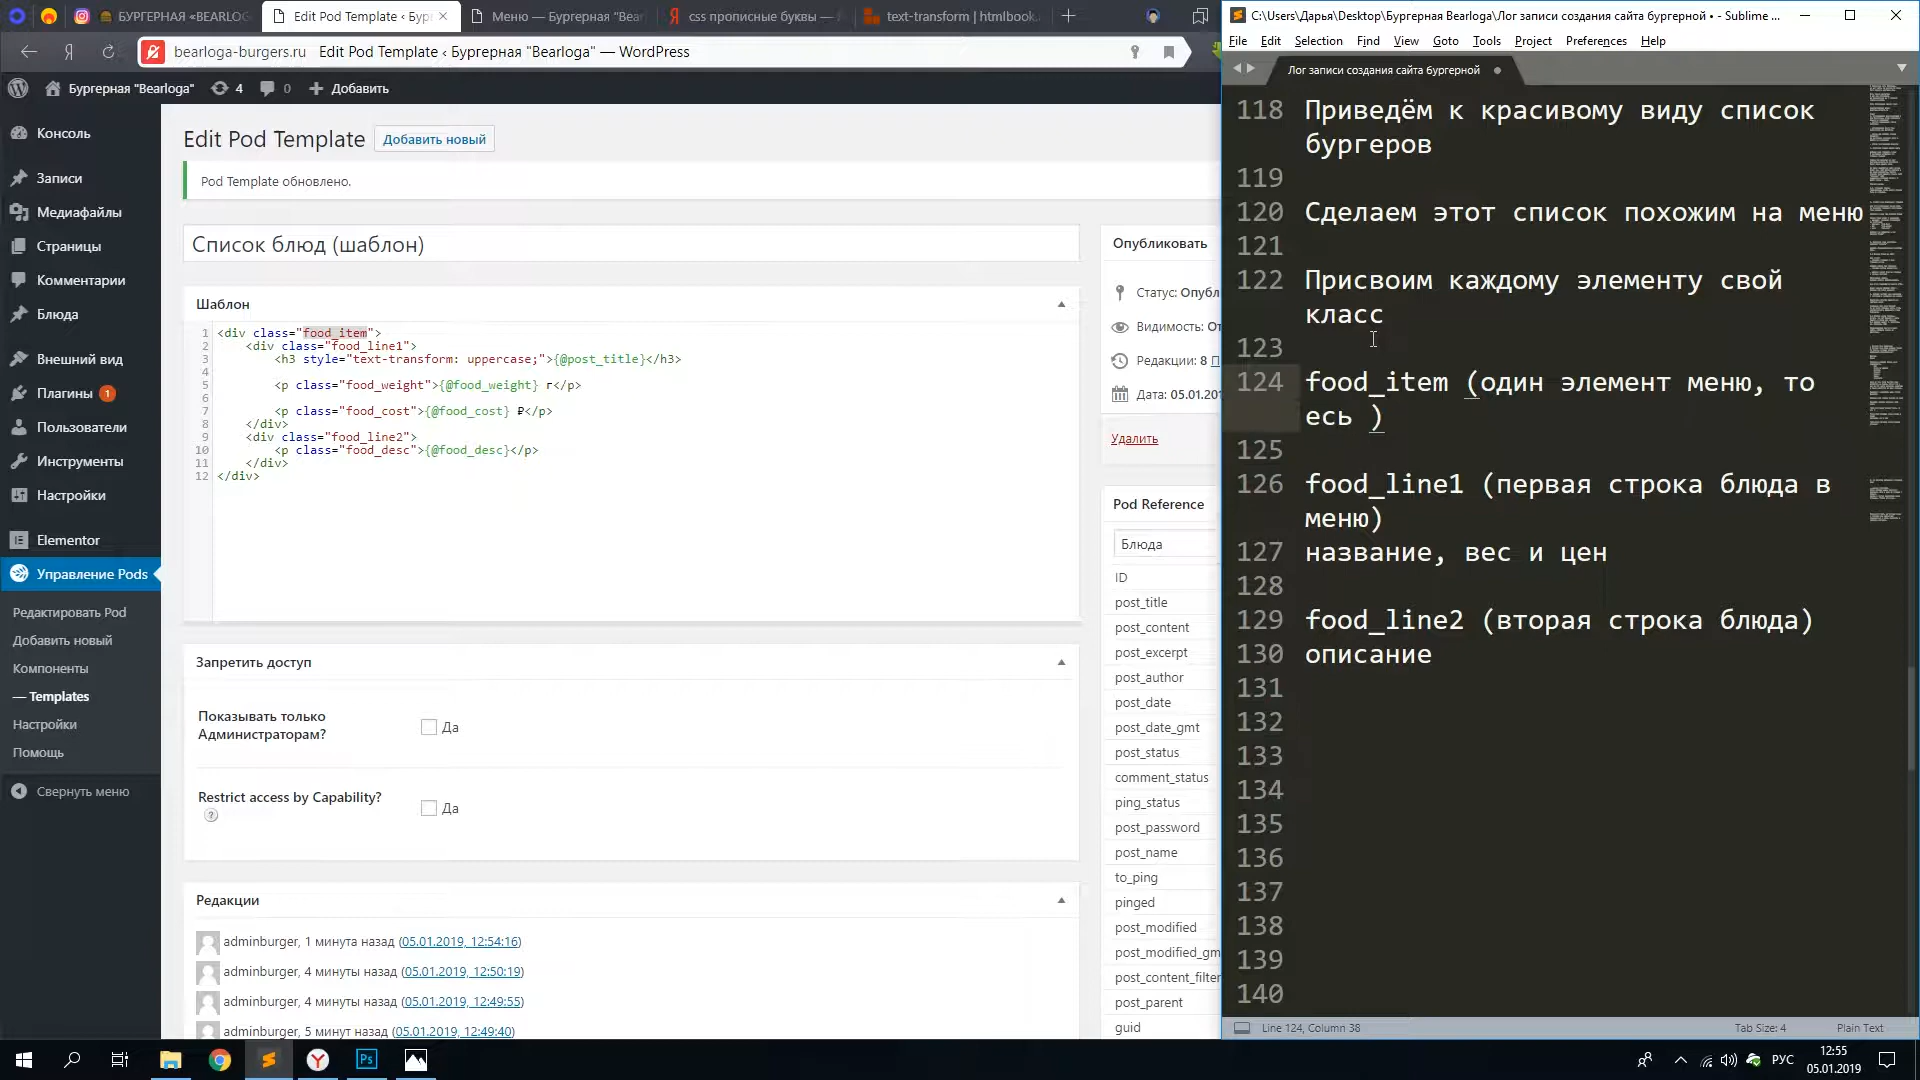 БУРГЕРНАЯ «BEARLOG
Edit Pod Template ‹ Бург
Меню — Бургерная "Bear
css прописные буквы —
text-transform | htmlbook.
bearloga-burgers.ru
Edit Pod Template ‹ Бургерная "Bearloga" — WordPress
Бургерная "Bearloga"
4
0
Добавить
Консоль
Записи
Медиафайлы
Страницы
Комментарии
Блюда
Внешний вид
Плагины 1
Пользователи
Инструменты
Настройки
Elementor
Управление Pods
Редактировать Pod
Добавить новый
Компоненты
— Templates
Настройки
Помощь
Свернуть меню
Edit Pod Template
Добавить новый
Pod Template обновлено.
Список блюд (шаблон)
Шаблон
1 <div class="food_item">
2 <div class="food_line1">
3 <h3 style="text-transform: uppercase;">{@post_title}</h3>
4
5 <p class="food_weight">{@food_weight} г</p>
6
7 <p class="food_cost">{@food_cost} ₽</p>
8 </div>
9 <div class="food_line2">
10 <p class="food_desc">{@food_desc}</p>
11 </div>
12 </div>
Запретить доступ
Показывать только
Администраторам?
Да
Restrict access by Capability?
?
Да
Редакции
adminburger, 1 минута назад (05.01.2019, 12:54:16)
adminburger, 4 минуты назад (05.01.2019, 12:50:19)
adminburger, 4 минуты назад (05.01.2019, 12:49:55)
adminburger, 5 минут назад (05.01.2019, 12:49:40)
Опубликовать
Статус: Опубл
Видимость: От
Редакции: 8 П
Дата: 05.01.201
Удалить
Pod Reference
Блюда
ID
post_title
post_content
post_excerpt
post_author
post_date
post_date_gmt
post_status
comment_status
ping_status
post_password
post_name
to_ping
pinged
post_modified
post_modified_gm
post_content_filter
post_parent
guid
C:\Users\Дарья\Desktop\Бургерная Bearloga\Лог записи создания сайта бургерной • - Sublime ...
File Edit Selection Find View Goto Tools Project Preferences Help
Лог записи создания сайта бургерной
118 Приведём к красивому виду список
бургеров
119
120 Сделаем этот список похожим на меню
121
122 Присвоим каждому элементу свой
класс
123
124 food_item (один элемент меню, то
есь )
125
126 food_line1 (первая строка блюда в
меню)
127 название, вес и цен
128
129 food_line2 (вторая строка блюда)
130 описание
131
132
133
134
135
136
137
138
139
140
Line 124, Column 38
Tab Size: 4
Plain Text
Ps
РУС
12:55
05.01.2019